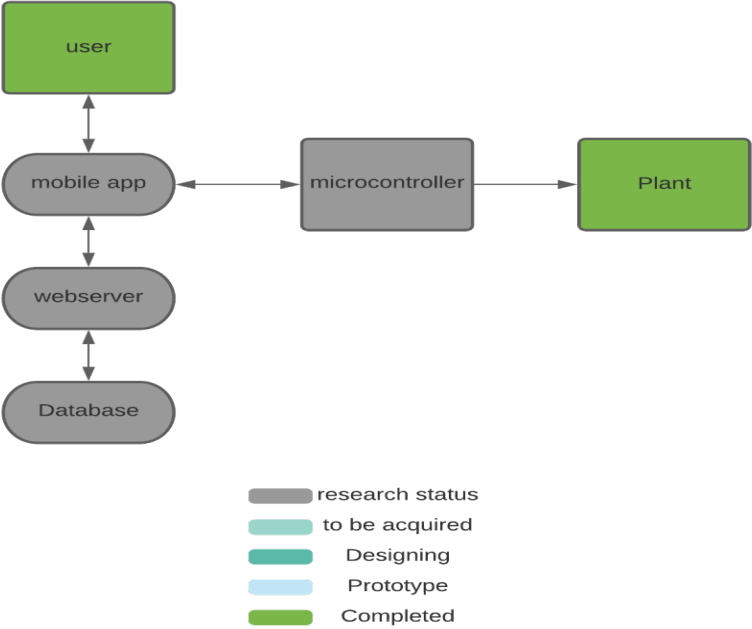 user
mobile app
microcontroller
Plant
webserver
Database
research status
to be acquired
Designing
Prototype
Completed